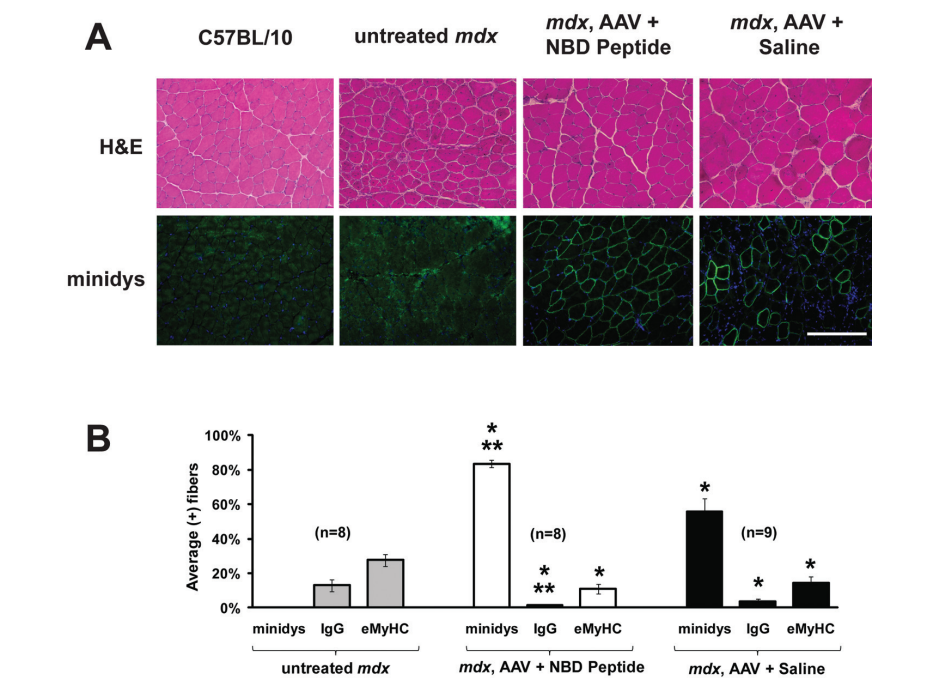 A
C57BL/10
untreated mdx
mdx, AAV +
NBD Peptide
mdx, AAV +
Saline
H&E
minidys
B
Average (+) fibers
100%
80%
60%
40%
20%
0%
(n=8)
*
**
(n=8)
*
**
*
*
(n=9)
*
*
minidys IgG eMyHC
minidys IgG eMyHC
minidys IgG eMyHC
untreated mdx
mdx, AAV + NBD Peptide
mdx, AAV + Saline